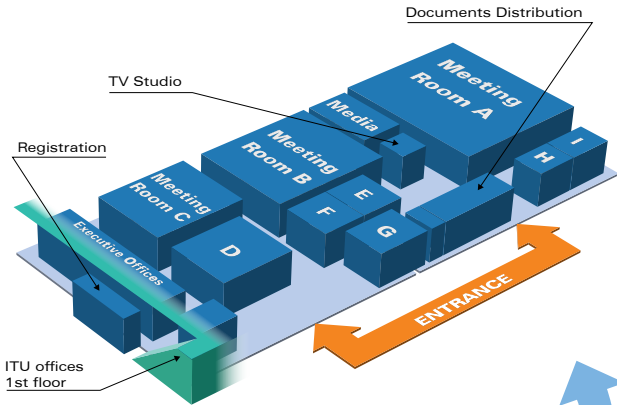 Documents Distribution
TV Studio
Registration
Meeting
Room A
Media
Meeting
Room B
Meeting
Room C
Executive Offices
D
E
F
G
H
I
ENTRANCE
ITU offices
1st floor